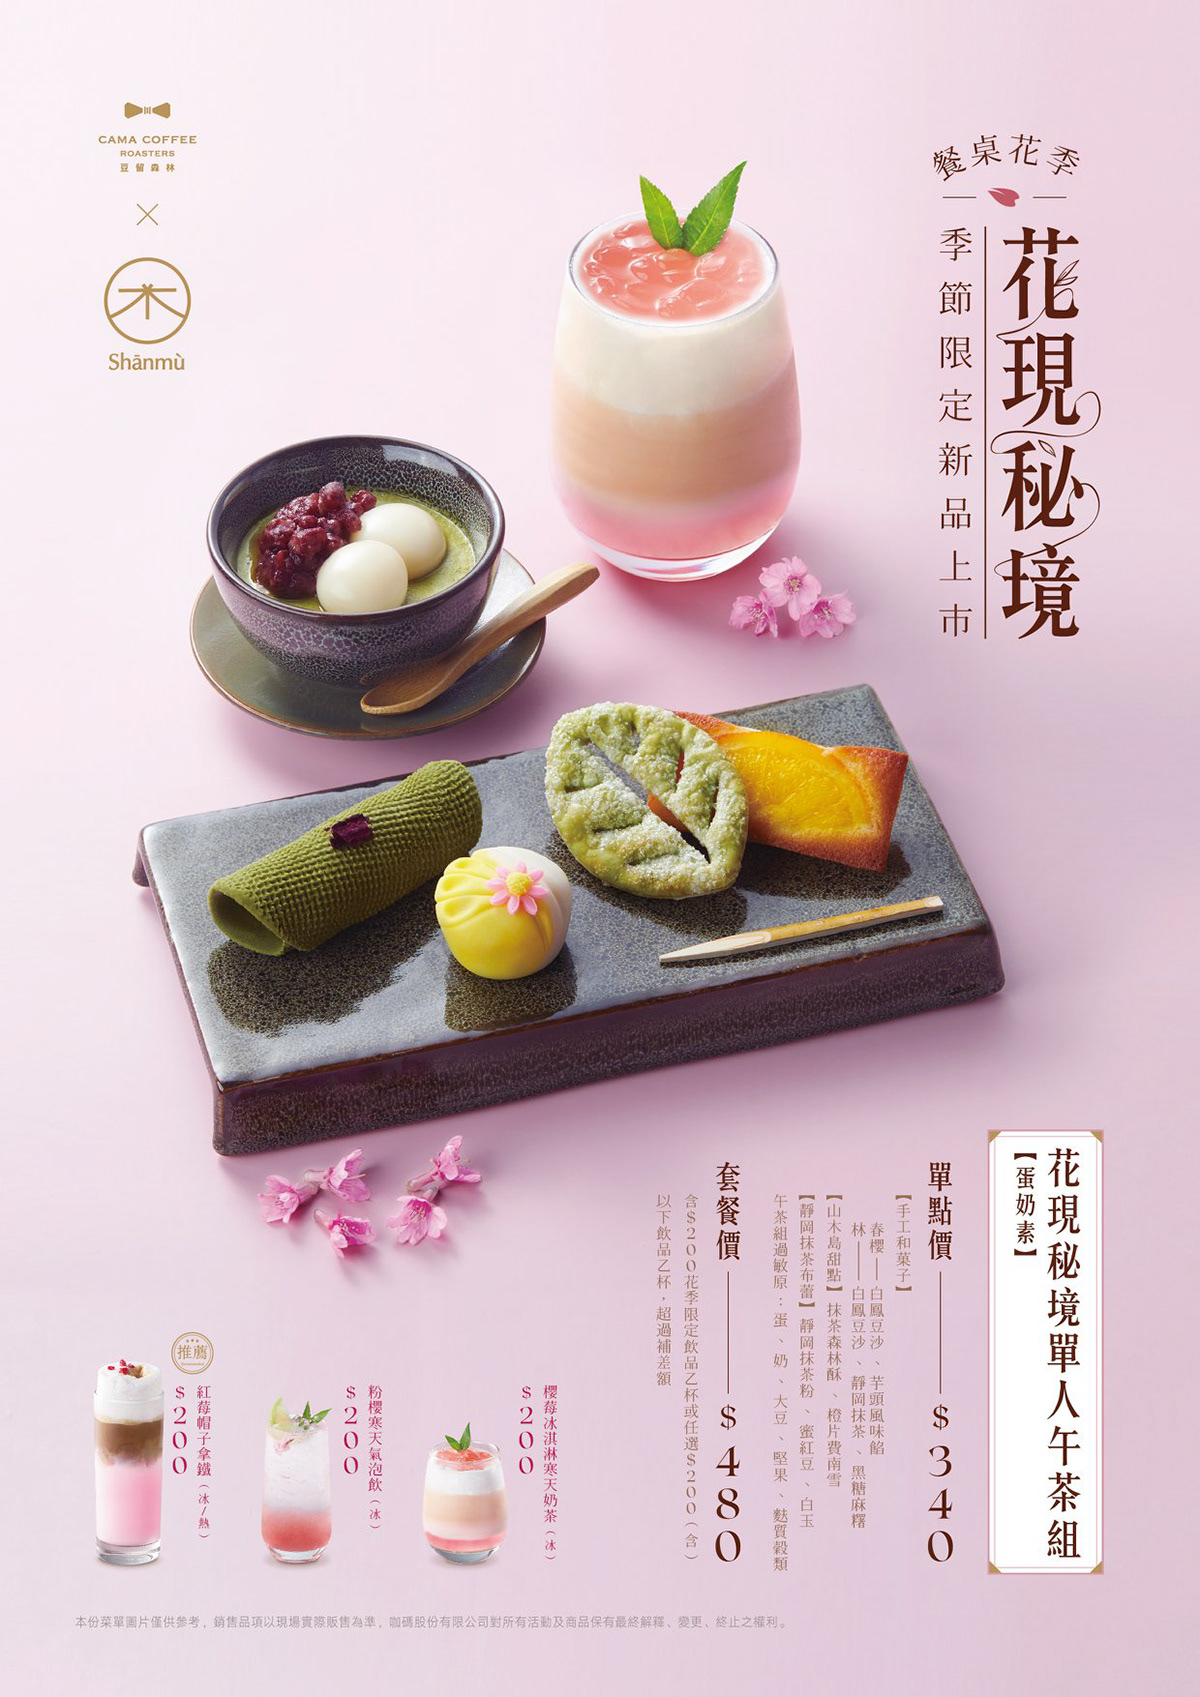 CAMA COFFEE
ROASTERS
豆留森林
×
Shānmù
餐桌花季
花現秘境
季節限定新品上市
花現秘境單人午茶組
【蛋奶素】
單點價 $340
【手工和菓子】
春櫻——白鳳豆沙、芋頭風味餡
林——白鳳豆沙、靜岡抹茶、黑糖麻糬
【山木島甜點】抹茶森林酥、橙片費南雪
【靜岡抹茶布蕾】靜岡抹茶粉、蜜紅豆、白玉
午茶組過敏原：蛋、奶、大豆、堅果、麩質穀類
套餐價 $480
含$200花季限定飲品乙杯或任選$200(含)
以下飲品乙杯，超過補差額
櫻莓冰淇淋寒天奶茶(冰)
$200
粉櫻寒天氣泡飲(冰)
$200
推薦
紅莓帽子拿鐵(冰/熱)
$200
本份菜單圖片僅供參考，銷售品項以現場實際販售為準，咖碼股份有限公司對所有活動及商品保有最終解釋、變更、終止之權利。